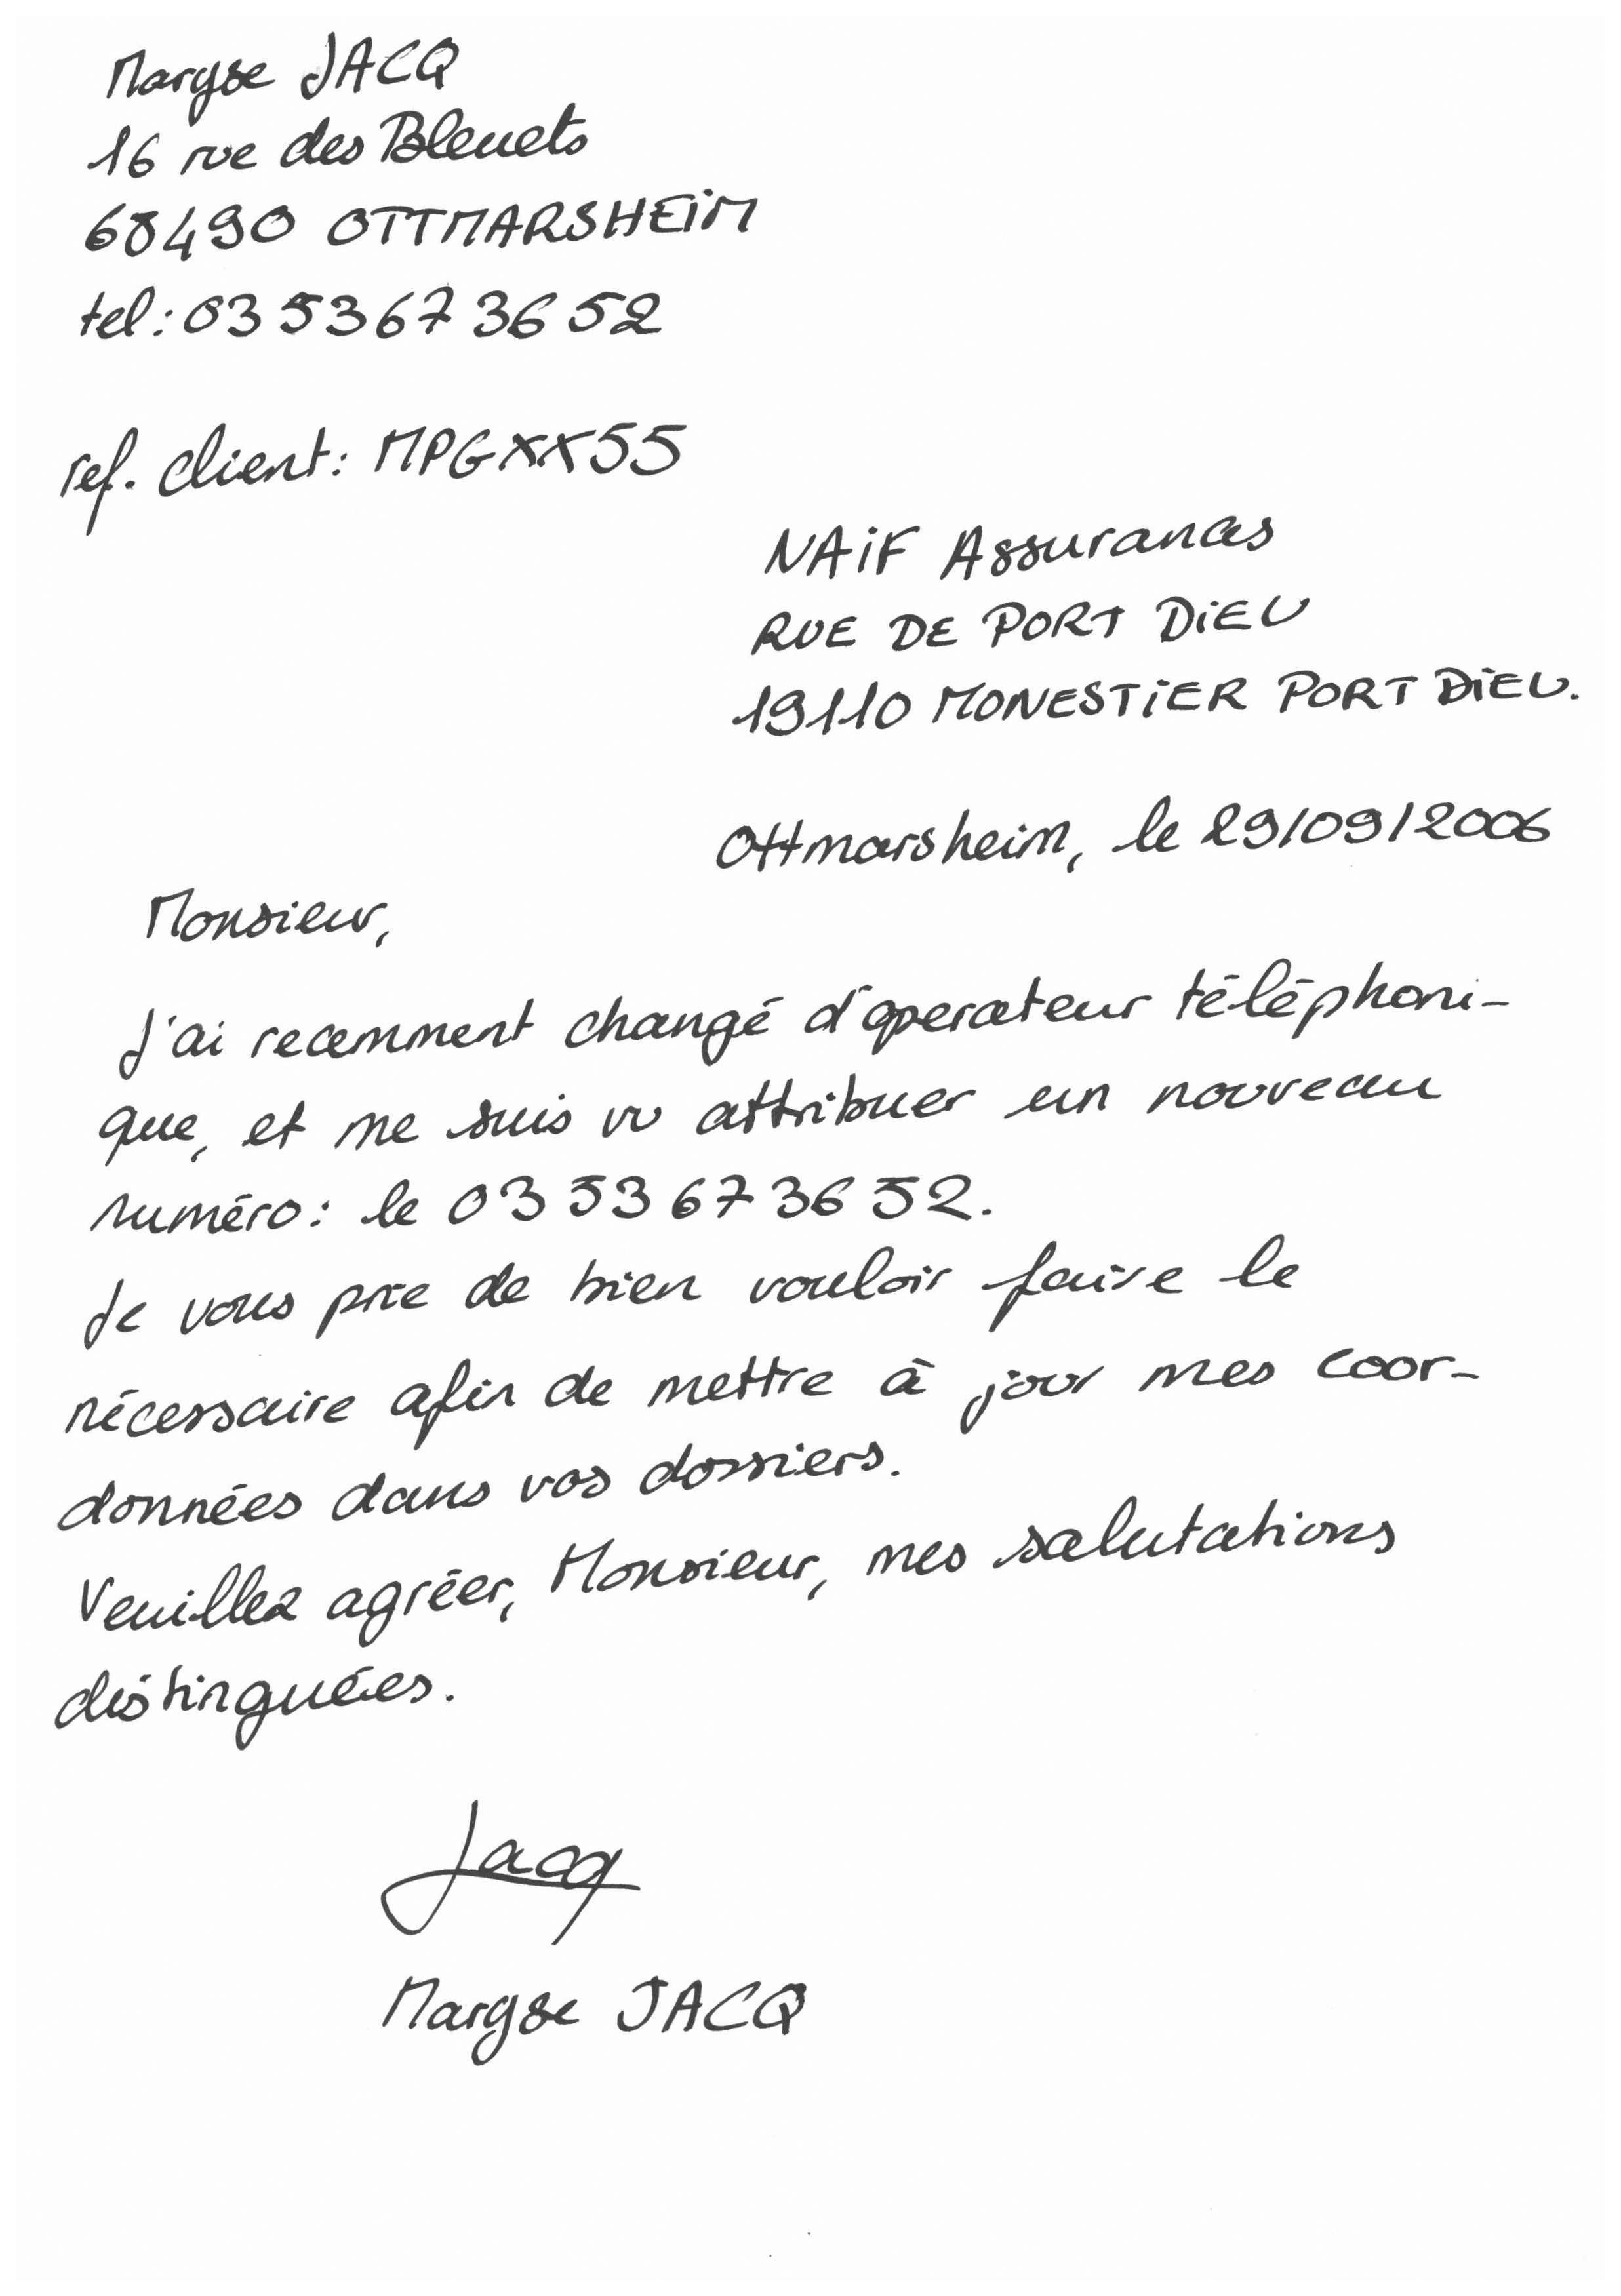 Maryse JACQ
16 rue des Bleuets
68490 OTTMARSHEIM
tel : 03 53 67 36 52
ref. client : MPGXX55
NAIF Assurances
RUE DE PORT DIEU
19110 MONESTIER PORT DIEU.
Ottmarsheim, le 29/09/2006
Monsieur,
J'ai recemment changé d'operateur téléphoni-
que, et me suis vu attribuer un nouveau
numéro : le 03 53 67 36 52.
Je vous prie de bien vouloir faire le
nécessaire afin de mettre à jour mes coor-
données dans vos dossiers.
Veuillez agréer, Monsieur, mes salutations
distinguées.
Jacq
Maryse JACQ